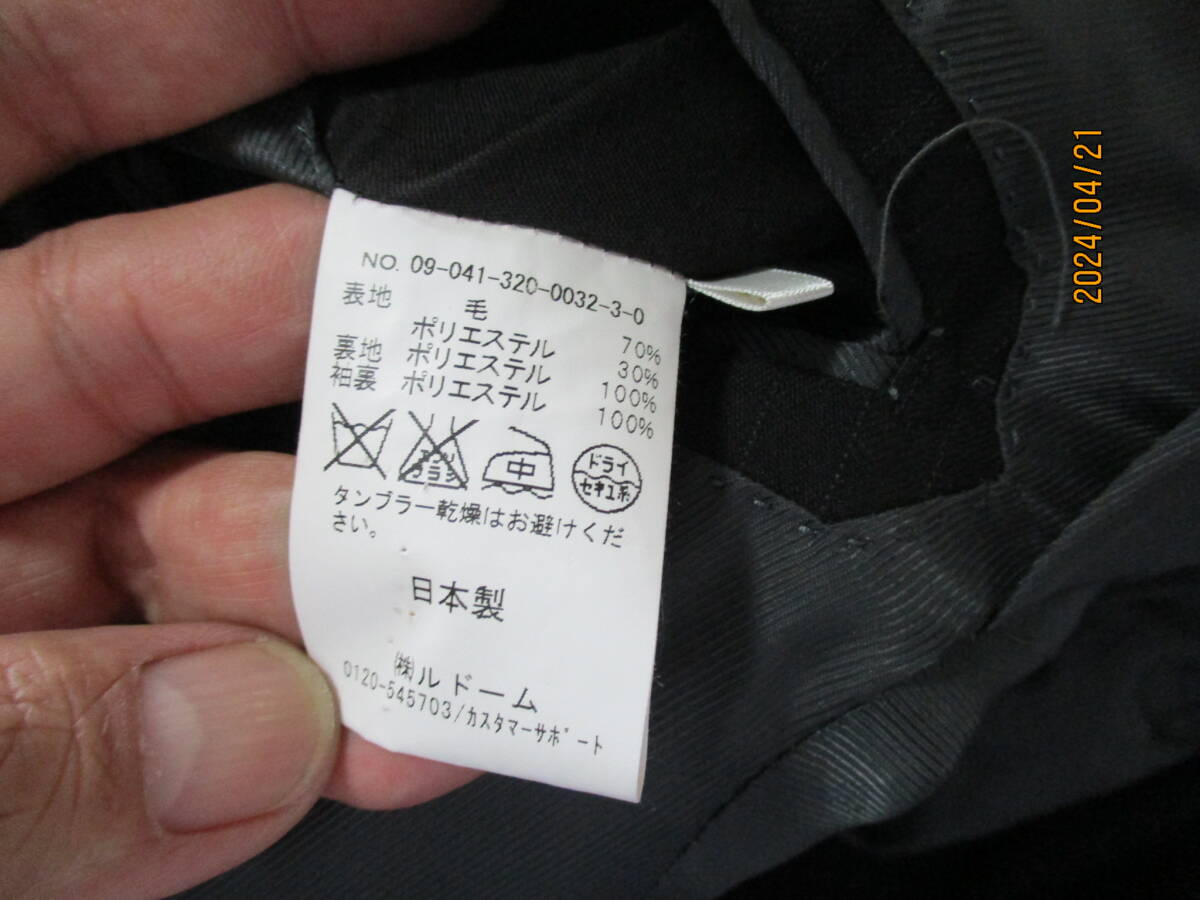 NO. 09-041-320-0032-3-0
表地 毛 70%
ポリエステル 30%
裏地 ポリエステル 100%
袖裏 ポリエステル 100%
中
ドライ
セキユ系
タンブラー乾燥はお避けくだ
さい。
日本製
㈱ルドーム
0120-545703/カスタマーサポート
2024/04/21